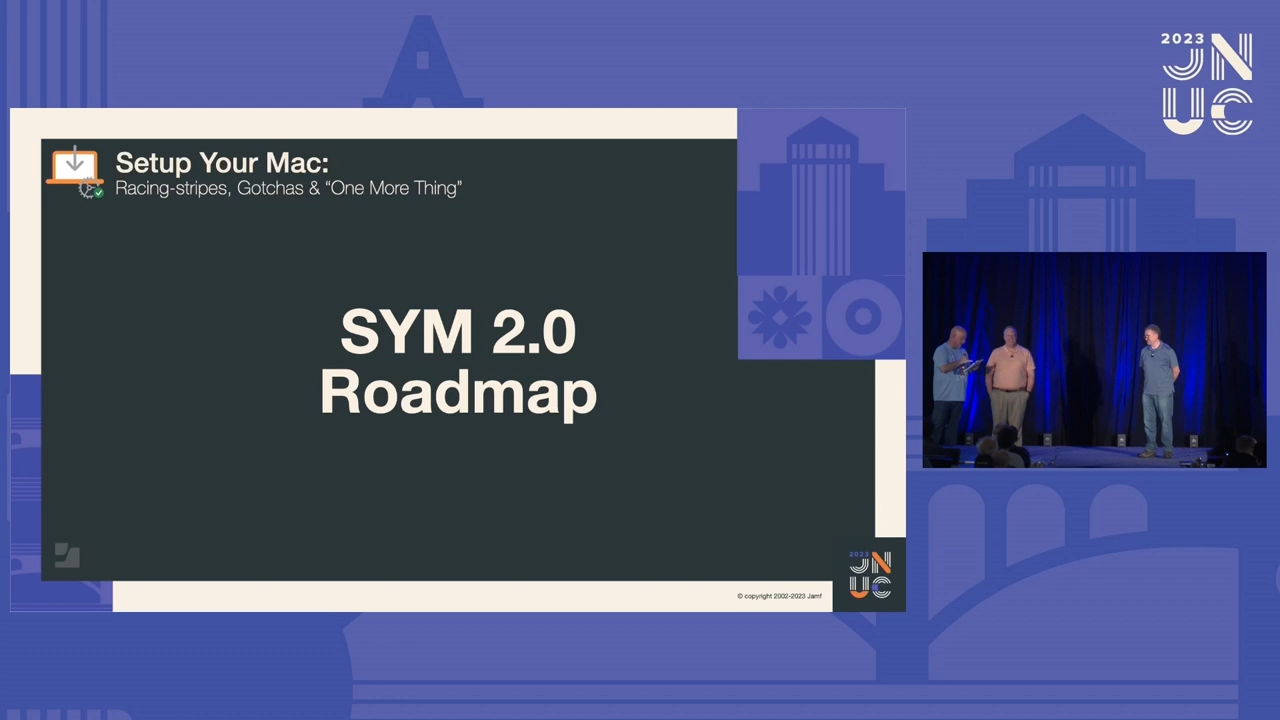 2023
JN
UC
Setup Your Mac:
Racing-stripes, Gotchas & “One More Thing”
SYM 2.0
Roadmap
2023
JN
UC
© copyright 2002-2023 Jamf